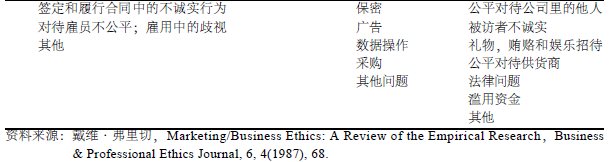 签定和履行合同中的不诚实行为
对待雇员不公平；雇用中的歧视
其他
保密
广告
数据操作
采购
其他问题
公平对待公司里的他人
被访者不诚实
礼物，贿赂和娱乐招待
公平对待供货商
法律问题
滥用资金
其他
资料来源：戴维·弗里切，Marketing/Business Ethics: A Review of the Empirical Research，Business
& Professional Ethics Journal, 6, 4(1987), 68.